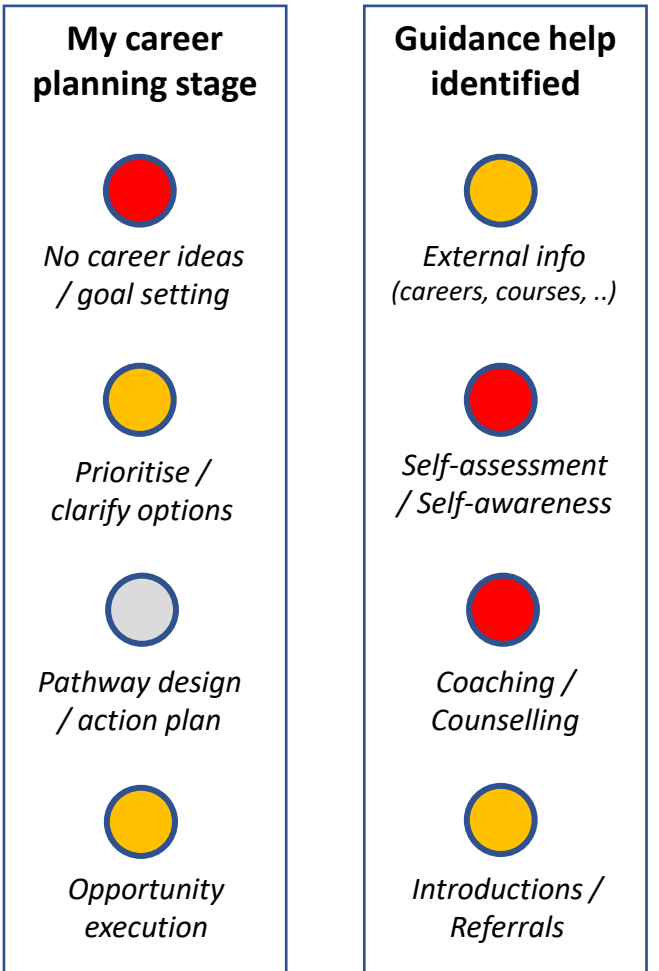 My career
planning stage
No career ideas
/ goal setting
Prioritise /
clarify options
Pathway design
/ action plan
Opportunity
execution
Guidance help
identified
External info
(careers, courses, ..)
Self-assessment
/ Self-awareness
Coaching /
Counselling
Introductions /
Referrals